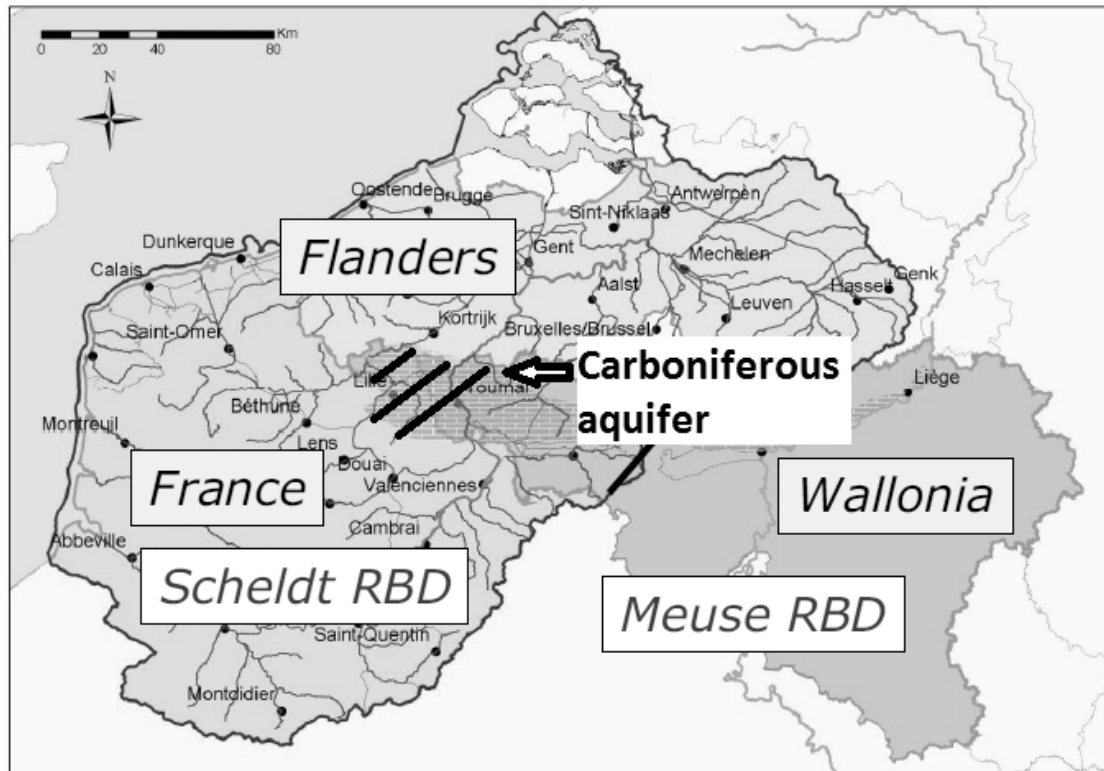 Km
0 20 40 80
N
Oostende
Brugge
Antwerpen
Sint-Niklaas
Dunkerque
Flanders
Gent
Mechelen
Calais
Aalst
Hasselt
Genk
Leuven
Saint-Omer
Kortrijk
Bruxelles/Brussel
Carboniferous
aquifer
Lille
Liège
Béthune
Montreuil
Lens
Douai
France
Valenciennes
Wallonia
Cambrai
Abbeville
Scheldt RBD
Meuse RBD
Saint-Quentin
Montdidier